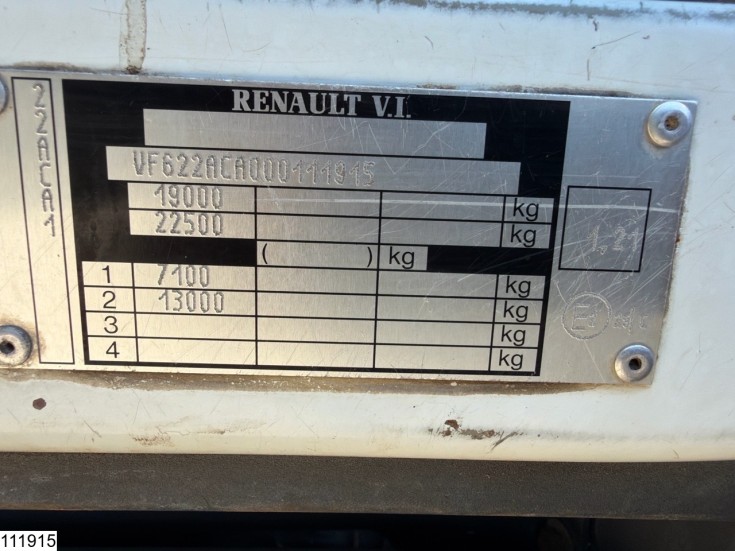 RENAULT V.I.
22ACA1
VF622ACA000111915
19000 kg
22500 kg
( ) kg
1 7100 kg
2 13000 kg
3 kg
4 kg
1,21
111915